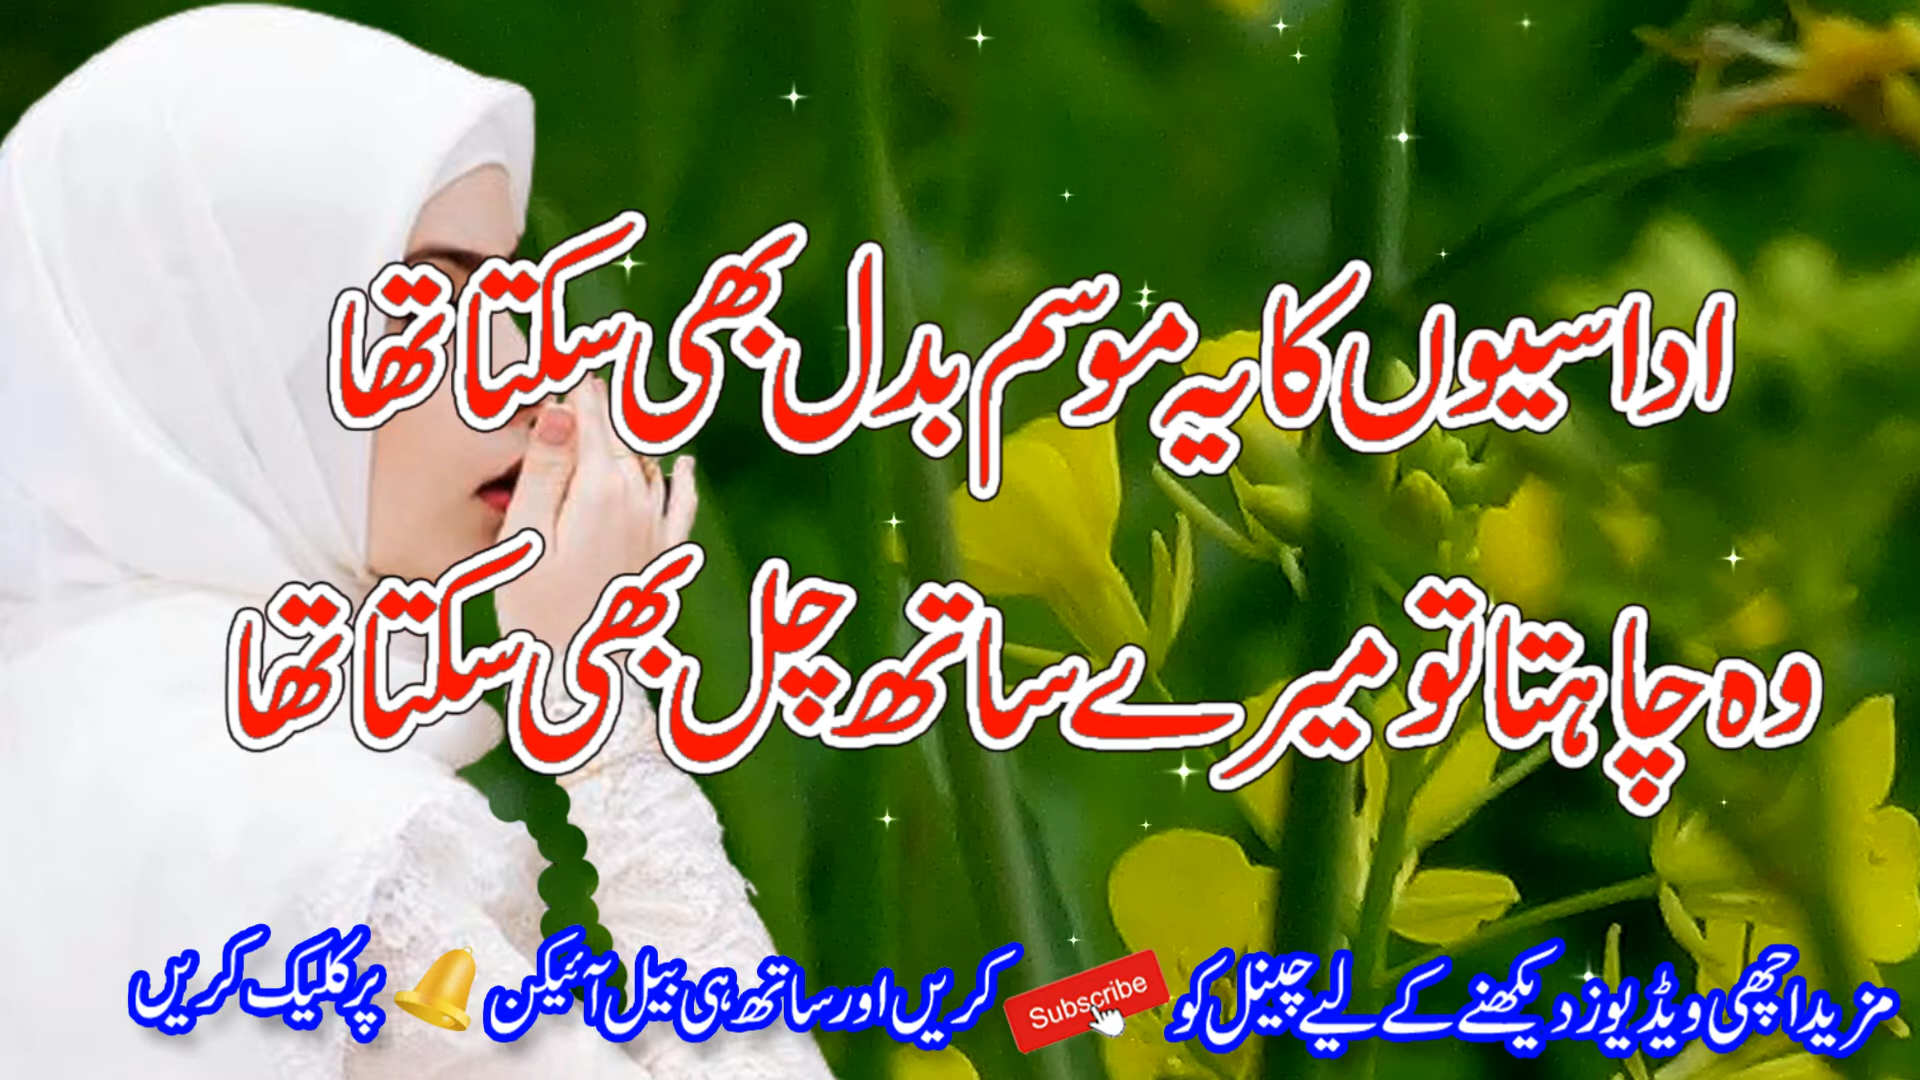 اداسیوں کا یہ موسم بدل بھی سکتا تھا
وہ چاہتا تو میرے ساتھ چل بھی سکتا تھا
مزید اچھی ویڈیوز دیکھنے کے لیے چینل کو Subscribe کریں اور ساتھ ہی بیل آئیکن پر کلیک کریں